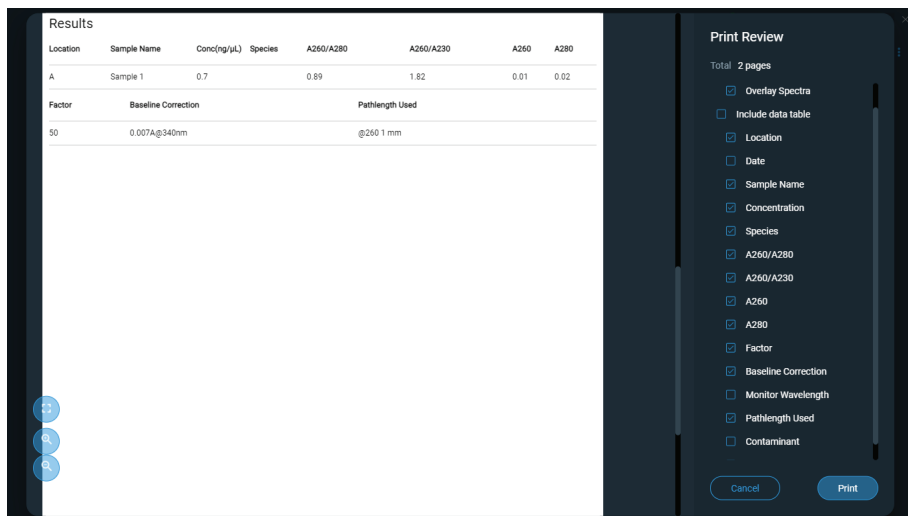 Results
Location Sample Name Conc(ng/μL) Species A260/A280 A260/A230 A260 A280
A Sample 1 0.7 0.89 1.82 0.01 0.02
Factor Baseline Correction Pathlength Used
50 0.007A@340nm @260 1 mm
Print Review
Total 2 pages
Overlay Spectra
Include data table
Location
Date
Sample Name
Concentration
Species
A260/A280
A260/A230
A260
A280
Factor
Baseline Correction
Monitor Wavelength
Pathlength Used
Contaminant
Cancel Print